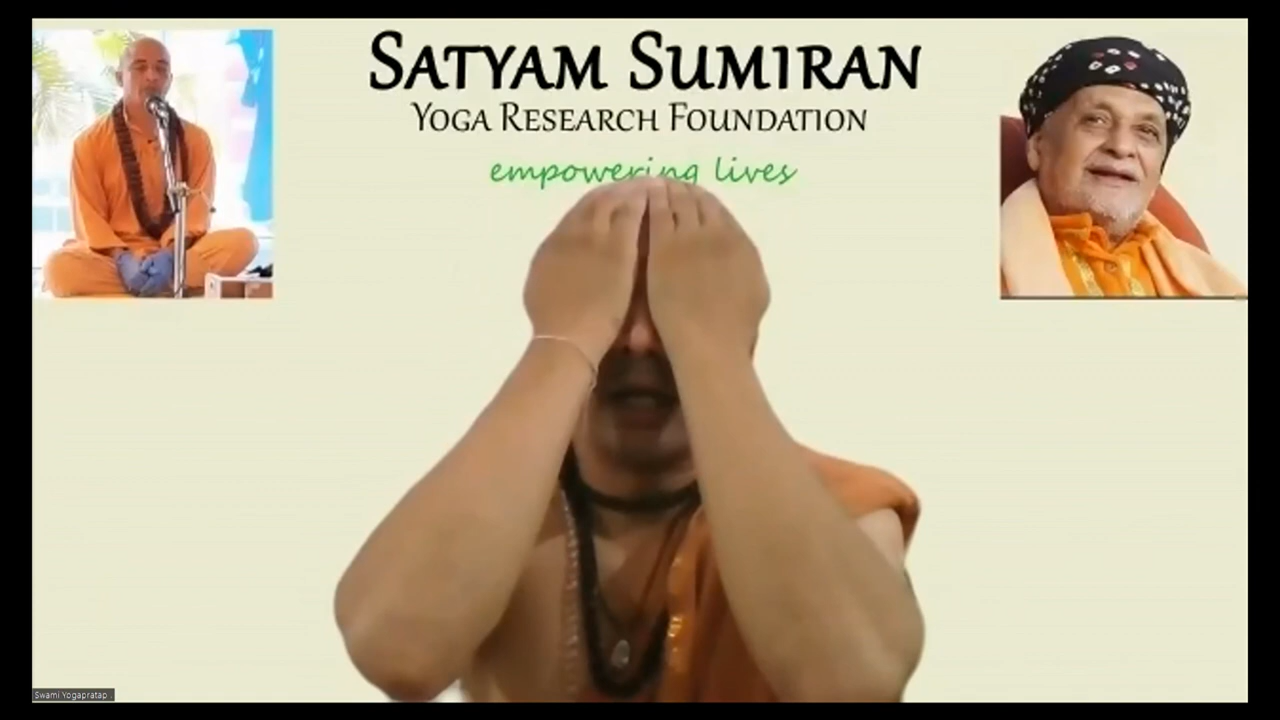 SATYAM SUMIRAN
YOGA RESEARCH FOUNDATION
empowering lives
Swami Yogapratap .